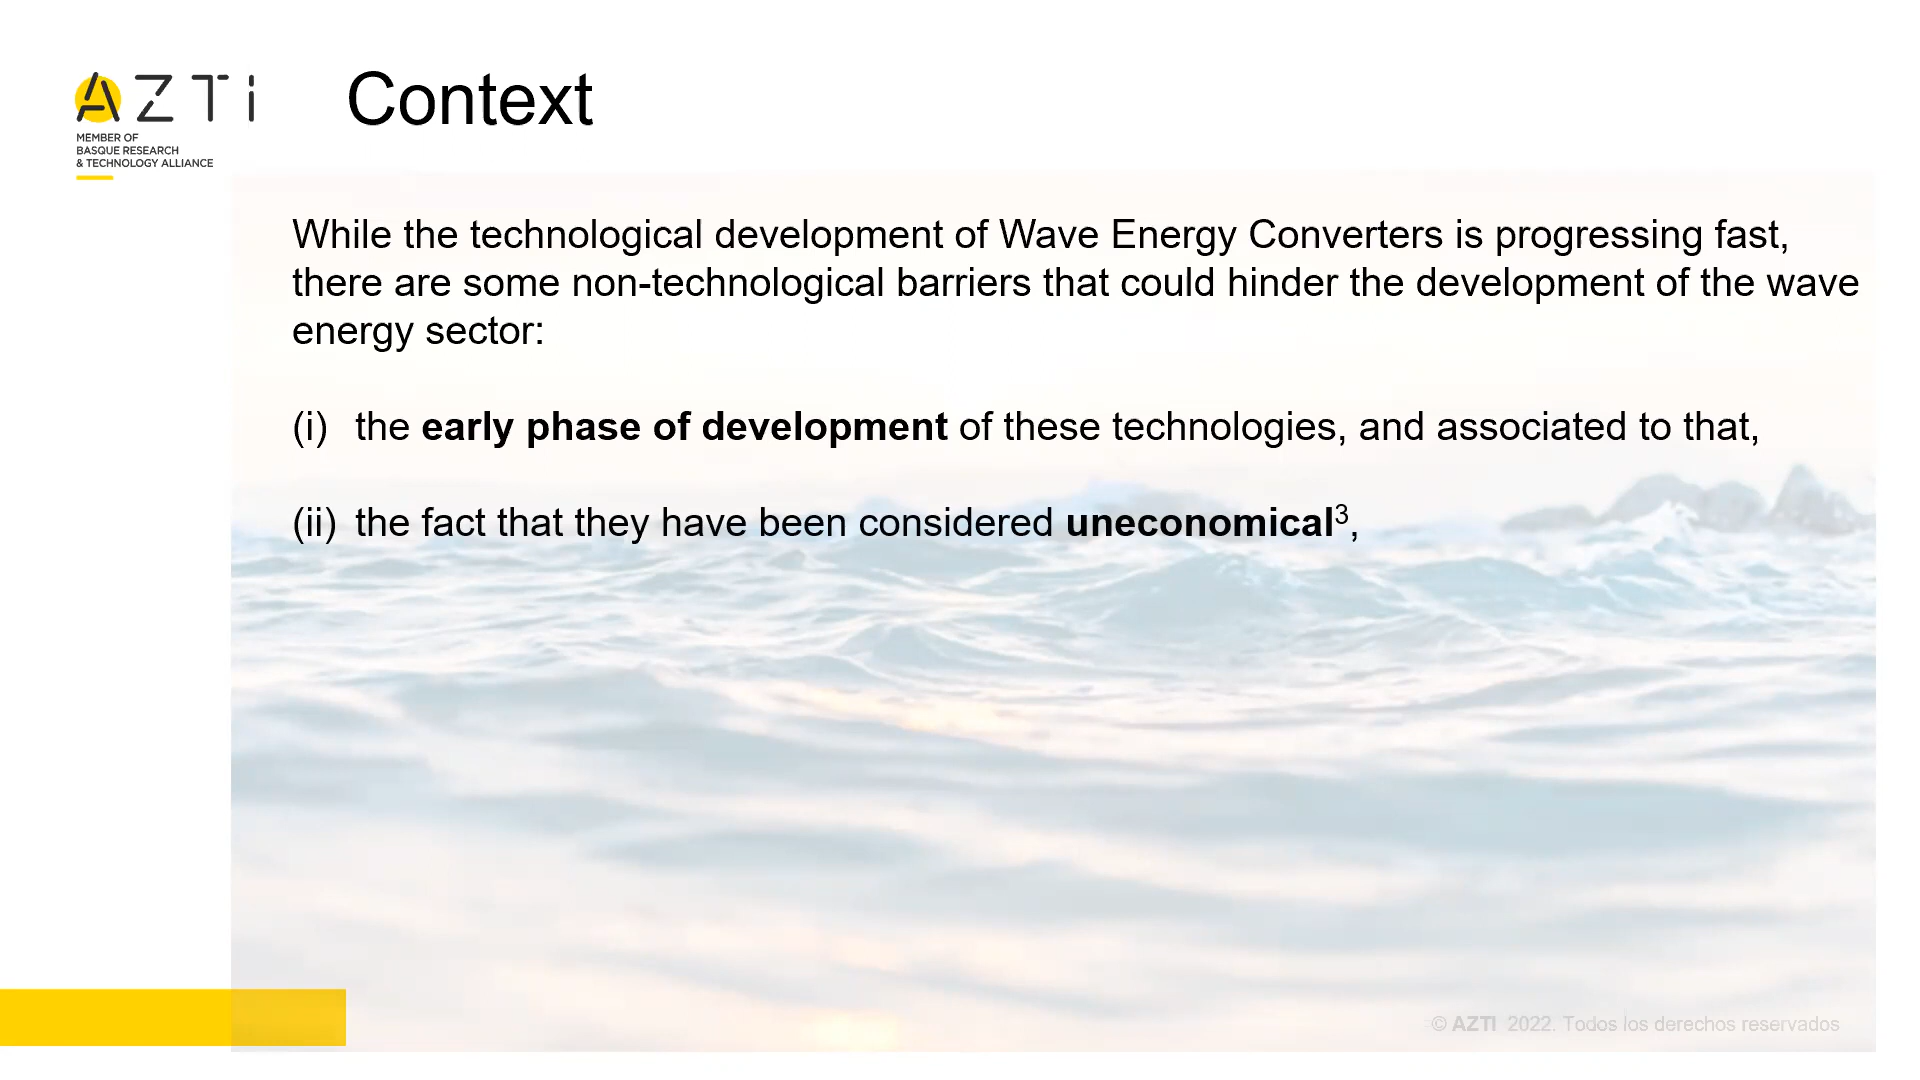 AZTi
MEMBER OF
BASQUE RESEARCH
& TECHNOLOGY ALLIANCE
Context
While the technological development of Wave Energy Converters is progressing fast,
there are some non-technological barriers that could hinder the development of the wave
energy sector:
(i) the early phase of development of these technologies, and associated to that,
(ii) the fact that they have been considered uneconomical³,
© AZTI 2022. Todos los derechos reservados